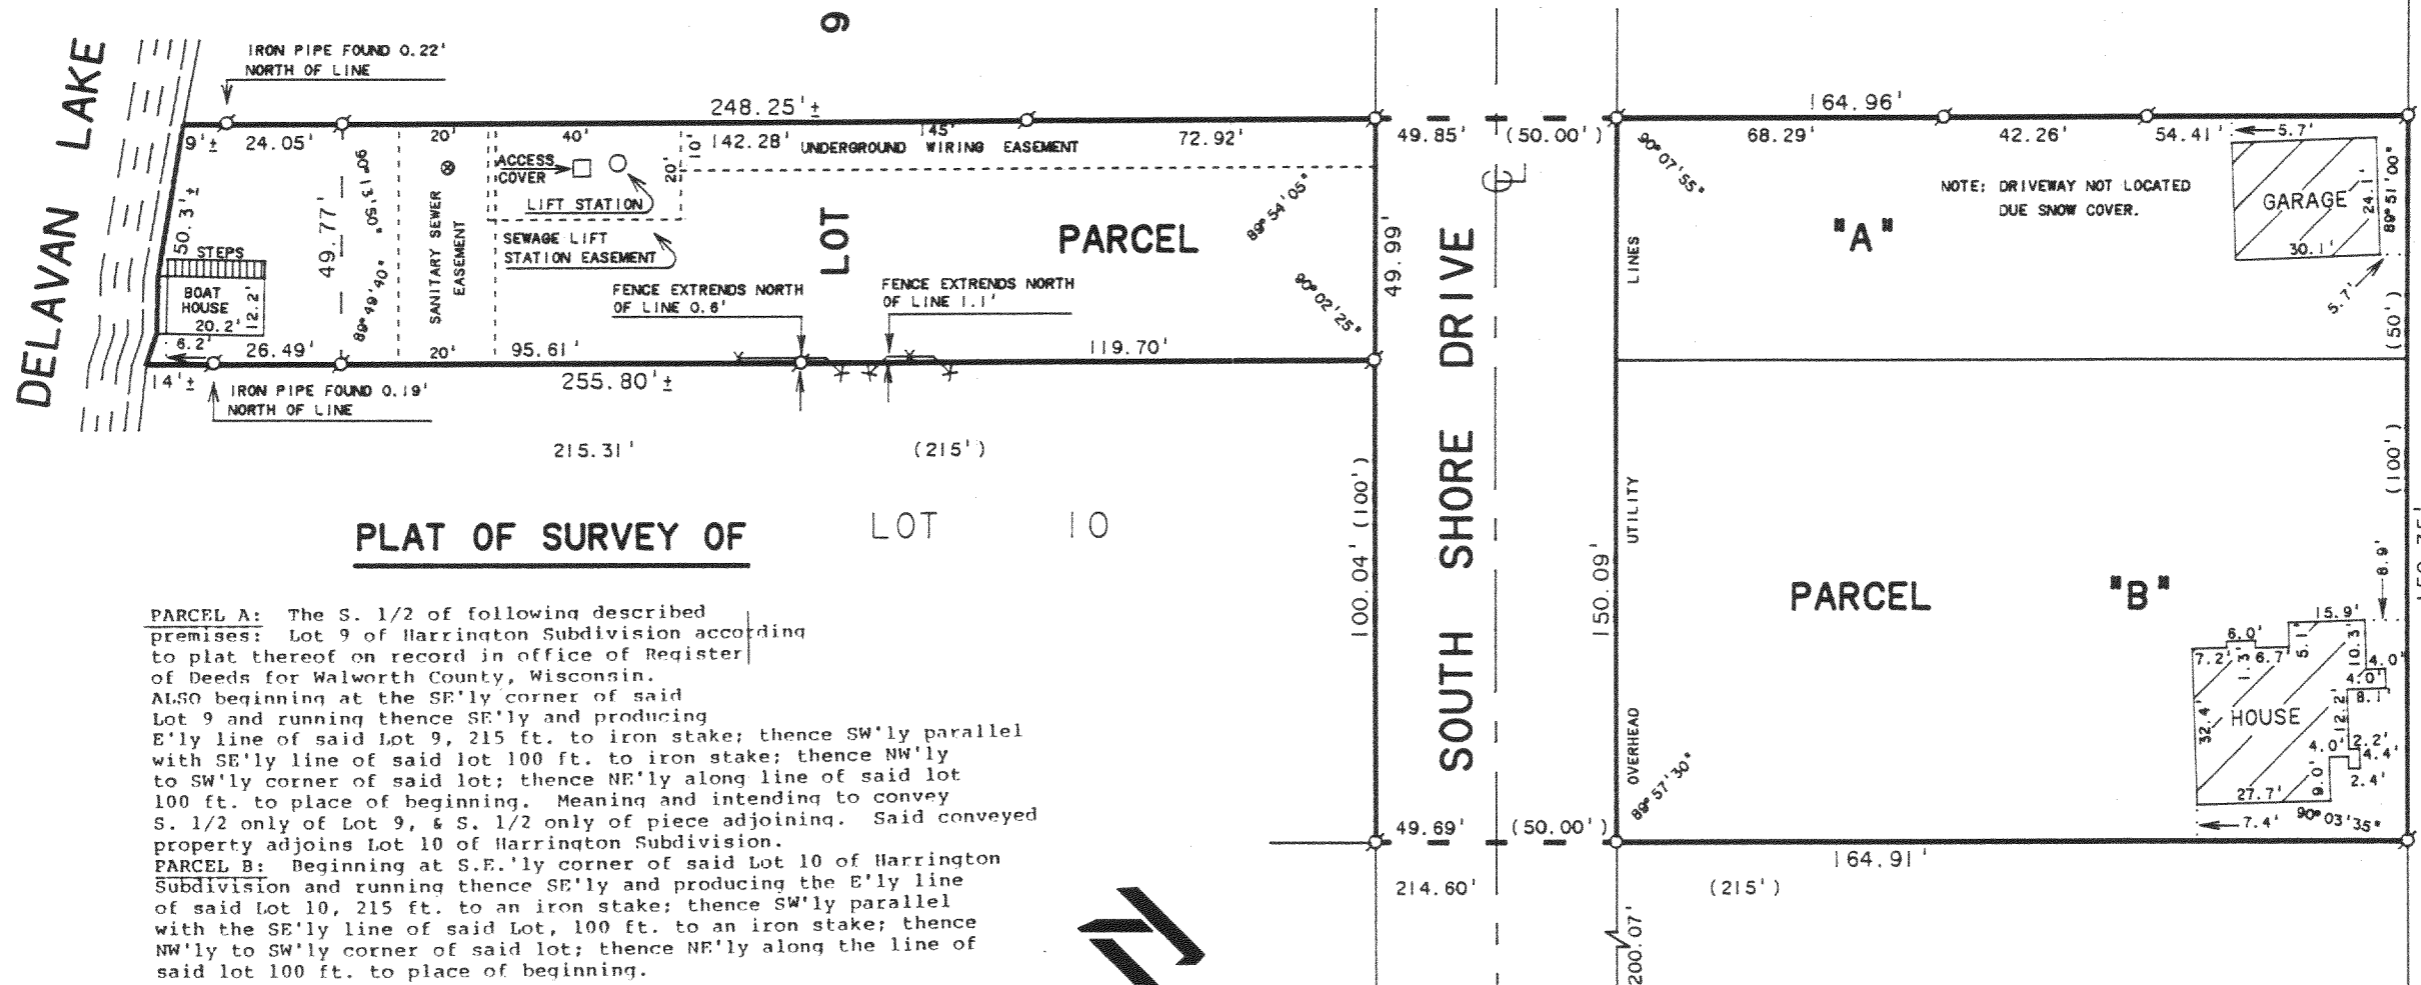 9
DELAVAN LAKE
IRON PIPE FOUND 0.22'
NORTH OF LINE
248.25'±
164.96'
9'±
24.05'
20'
40'
10'
142.28'
45'
UNDERGROUND WIRING EASEMENT
72.92'
49.85'
(50.00')
68.29'
42.26'
54.41'
5.7'
50.3'±
49.77'
90°13'50"
89°49'40"
SANITARY SEWER
EASEMENT
ACCESS
COVER
LIFT STATION
20'
SEWAGE LIFT
STATION EASEMENT
LOT
PARCEL
89°54'05"
90°02'25"
49.99'
90°07'55"
LINES
"A"
NOTE: DRIVEWAY NOT LOCATED
DUE SNOW COVER.
GARAGE
24.1'
30.1'
89°51'00"
5.7'
(50')
STEPS
BOAT
HOUSE
12.2'
20.2'
6.2'
26.49'
20'
95.61'
FENCE EXTRENDS NORTH
OF LINE 0.6'
FENCE EXTRENDS NORTH
OF LINE 1.1'
119.70'
14'±
255.80'±
IRON PIPE FOUND 0.19'
NORTH OF LINE
215.31'
(215')
SOUTH SHORE DRIVE
100.04' (100')
150.09'
UTILITY
OVERHEAD
(100')
8.9'
PLAT OF SURVEY OF
LOT 10
PARCEL "B"
15.9'
6.0'
7.2'
1.3'
6.7'
5.1'
10.3'
4.0'
4.0'
8.1'
HOUSE
32.4'
12.2'
4.0'
2.2'
4.4'
2.4'
9.0'
27.7'
7.4'
90°03'35"
89°57'30"
49.69'
(50.00')
164.91'
214.60'
(215')
200.07'
PARCEL A: The S. 1/2 of following described
premises: Lot 9 of Harrington Subdivision according
to plat thereof on record in office of Register
of Deeds for Walworth County, Wisconsin.
ALSO beginning at the SE'ly corner of said
Lot 9 and running thence SE'ly and producing
E'ly line of said Lot 9, 215 ft. to iron stake; thence SW'ly parallel
with SE'ly line of said lot 100 ft. to iron stake; thence NW'ly
to SW'ly corner of said lot; thence NE'ly along line of said lot
100 ft. to place of beginning. Meaning and intending to convey
S. 1/2 only of Lot 9, & S. 1/2 only of piece adjoining. Said conveyed
property adjoins Lot 10 of Harrington Subdivision.
PARCEL B: Beginning at S.E.'ly corner of said Lot 10 of Harrington
Subdivision and running thence SE'ly and producing the E'ly line
of said Lot 10, 215 ft. to an iron stake; thence SW'ly parallel
with the SE'ly line of said Lot, 100 ft. to an iron stake; thence
NW'ly to SW'ly corner of said lot; thence NE'ly along the line of
said lot 100 ft. to place of beginning.